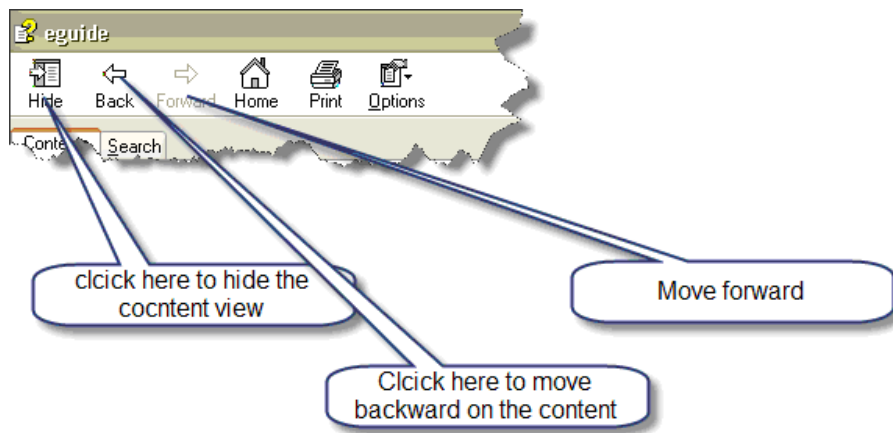 eguide
Hide Back Forward Home Print Options
Contents Search
clcick here to hide the
cocntent view
Move forward
Clcick here to move
backward on the content